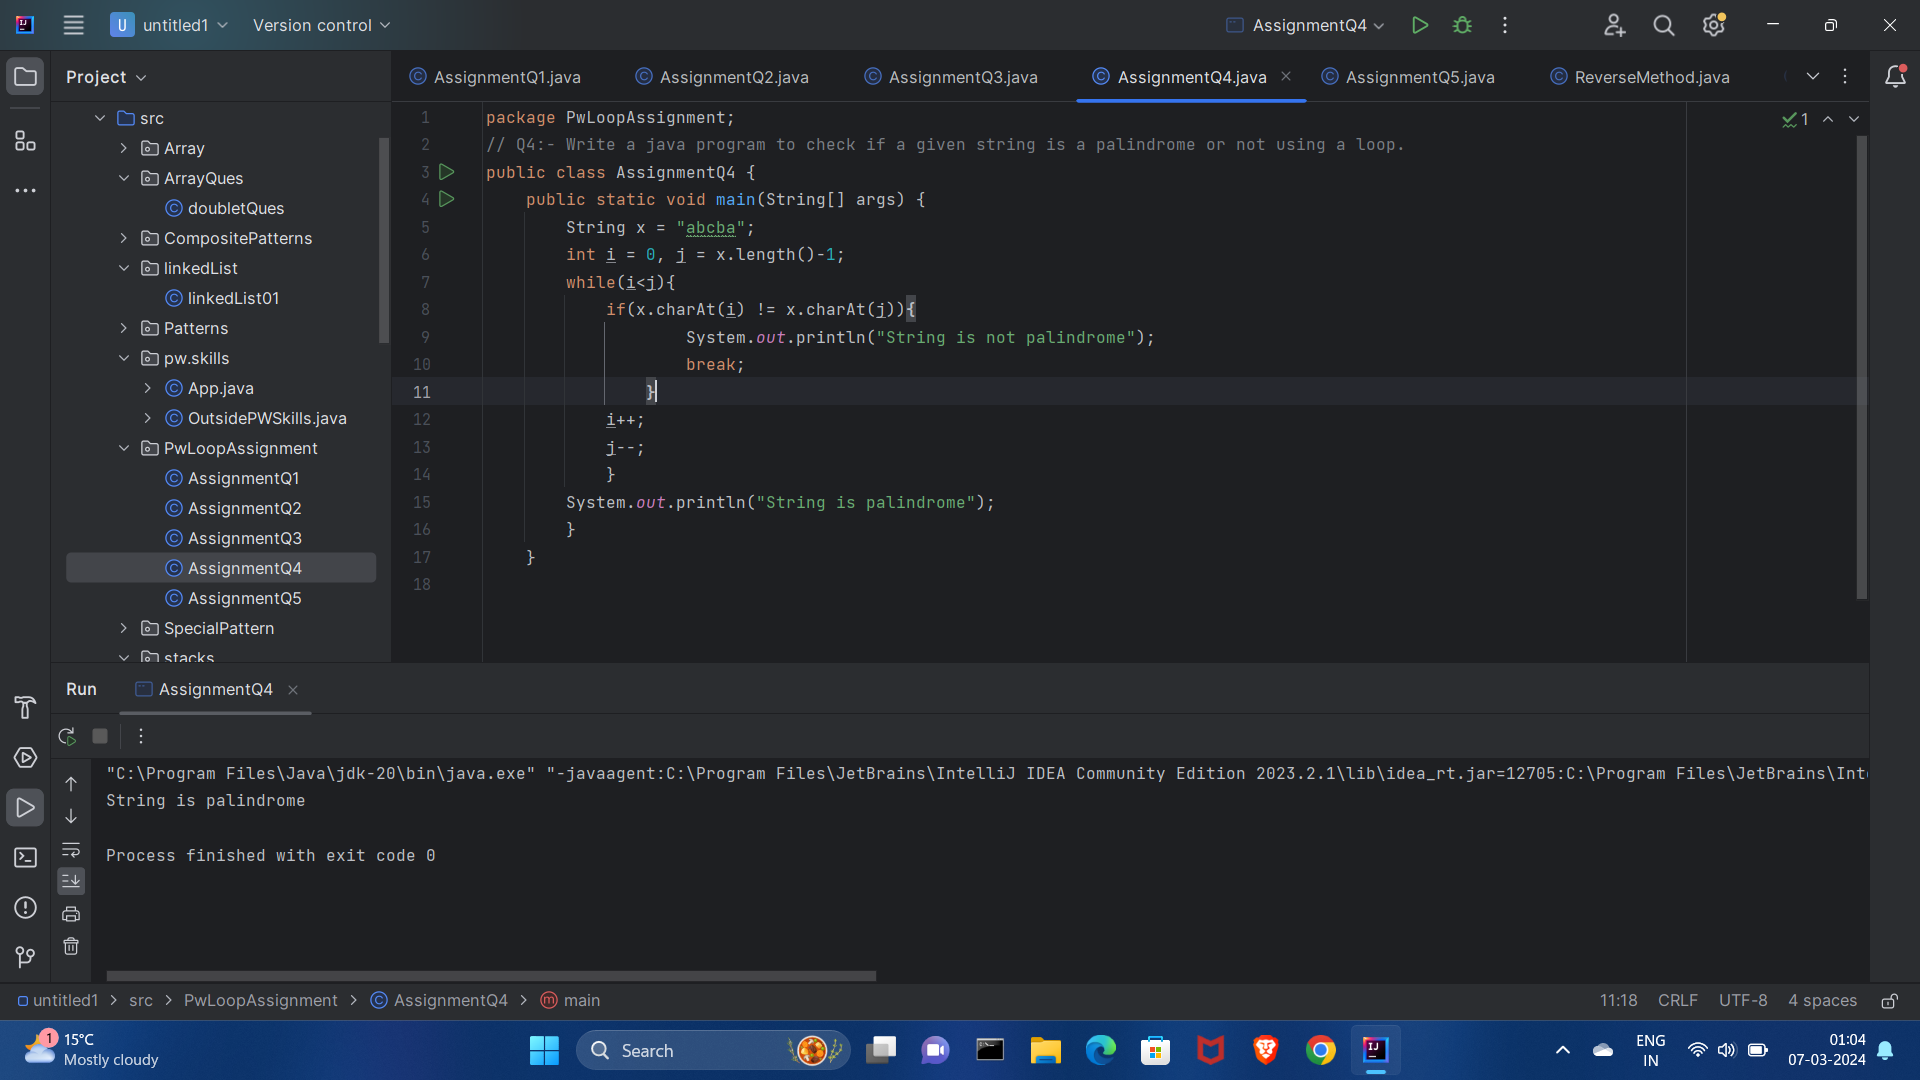 U untitled1 Version control AssignmentQ4
Project
AssignmentQ1.java AssignmentQ2.java AssignmentQ3.java AssignmentQ4.java AssignmentQ5.java ReverseMethod.java
src
Array
ArrayQues
doubletQues
CompositePatterns
linkedList
linkedList01
Patterns
pw.skills
App.java
OutsidePWSkills.java
PwLoopAssignment
AssignmentQ1
AssignmentQ2
AssignmentQ3
AssignmentQ4
AssignmentQ5
SpecialPattern
stacks
1 package PwLoopAssignment;
2 // Q4:- Write a java program to check if a given string is a palindrome or not using a loop.
3 public class AssignmentQ4 {
4 public static void main(String[] args) {
5 String x = "abcba";
6 int i = 0, j = x.length()-1;
7 while(i<j){
8 if(x.charAt(i) != x.charAt(j)){
9 System.out.println("String is not palindrome");
10 break;
11 }
12 i++;
13 j--;
14 }
15 System.out.println("String is palindrome");
16 }
17 }
18
1
Run AssignmentQ4
"C:\Program Files\Java\jdk-20\bin\java.exe" "-javaagent:C:\Program Files\JetBrains\IntelliJ IDEA Community Edition 2023.2.1\lib\idea_rt.jar=12705:C:\Program Files\JetBrains\Int
String is palindrome
Process finished with exit code 0
untitled1 > src > PwLoopAssignment > AssignmentQ4 > main 11:18 CRLF UTF-8 4 spaces
1 15°C
Mostly cloudy
Search
ENG
IN
01:04
07-03-2024